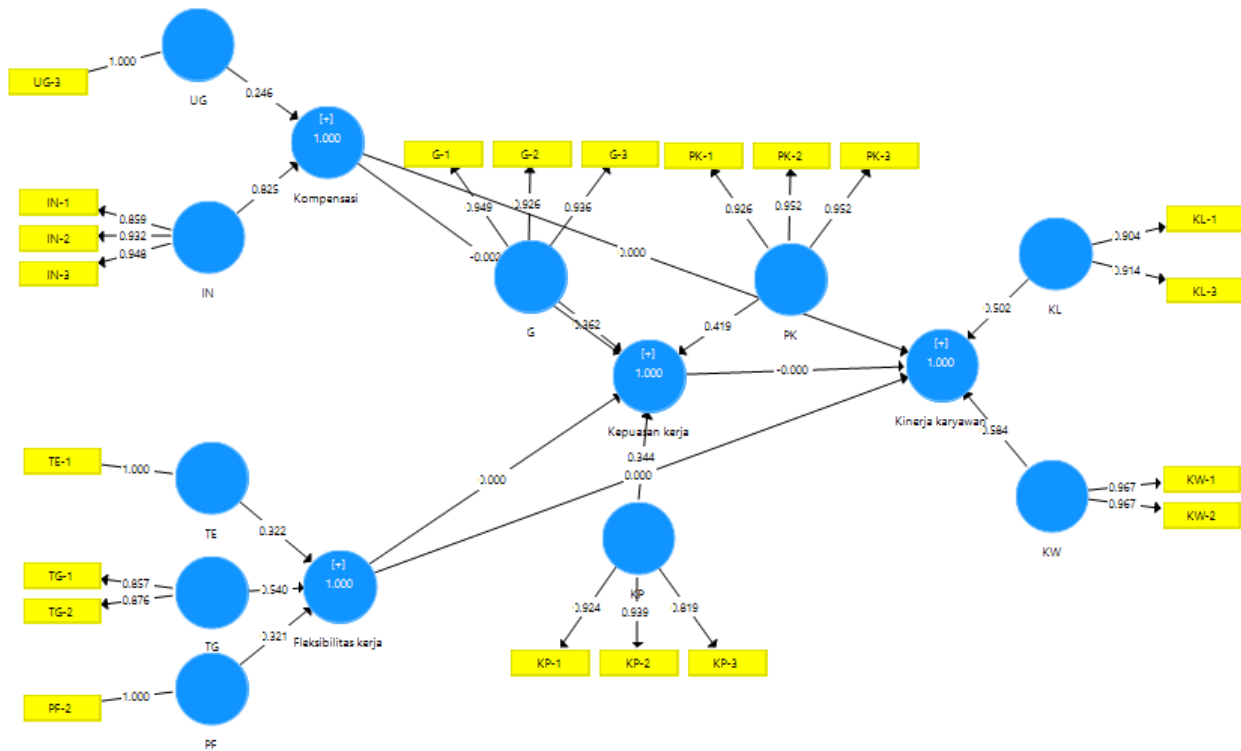 UG-3
1.000
UG
0.246
[+]
1.000
Kompensasi
IN-1
IN-2
IN-3
0.859
0.932
0.948
IN
0.825
G-1
G-2
G-3
0.949
0.926
0.936
G
PK-1
PK-2
PK-3
0.926
0.952
0.952
PK
-0.002
0.000
0.362
0.419
[+]
1.000
Kepuasan kerja
-0.000
[+]
1.000
Kinerja karyawan
KL-1
KL-3
0.904
0.914
KL
0.502
0.584
KW-1
KW-2
0.967
0.967
KW
TE-1
1.000
TE
0.322
TG-1
TG-2
0.857
0.876
TG
0.540
PF-2
1.000
PF
0.321
[+]
1.000
Fleksibilitas kerja
0.000
0.000
0.344
KP
0.924
0.939
0.819
KP-1
KP-2
KP-3